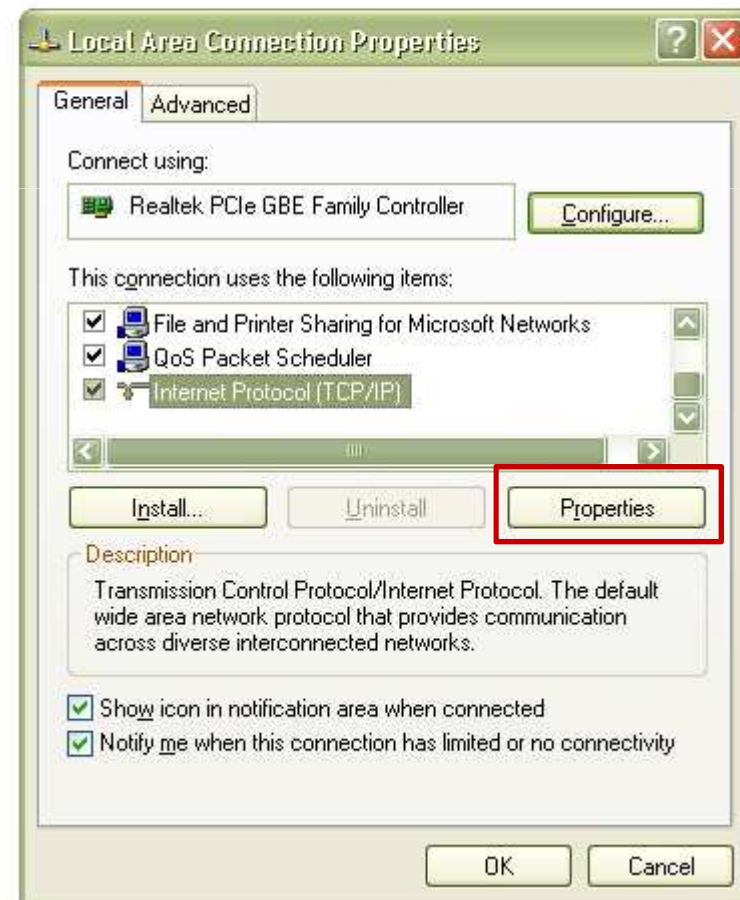 Local Area Connection Properties
General Advanced
Connect using:
Realtek PCIe GBE Family Controller
Configure...
This connection uses the following items:
File and Printer Sharing for Microsoft Networks
QoS Packet Scheduler
Internet Protocol (TCP/IP)
Install... Uninstall Properties
Description
Transmission Control Protocol/Internet Protocol. The default
wide area network protocol that provides communication
across diverse interconnected networks.
Show icon in notification area when connected
Notify me when this connection has limited or no connectivity
OK Cancel